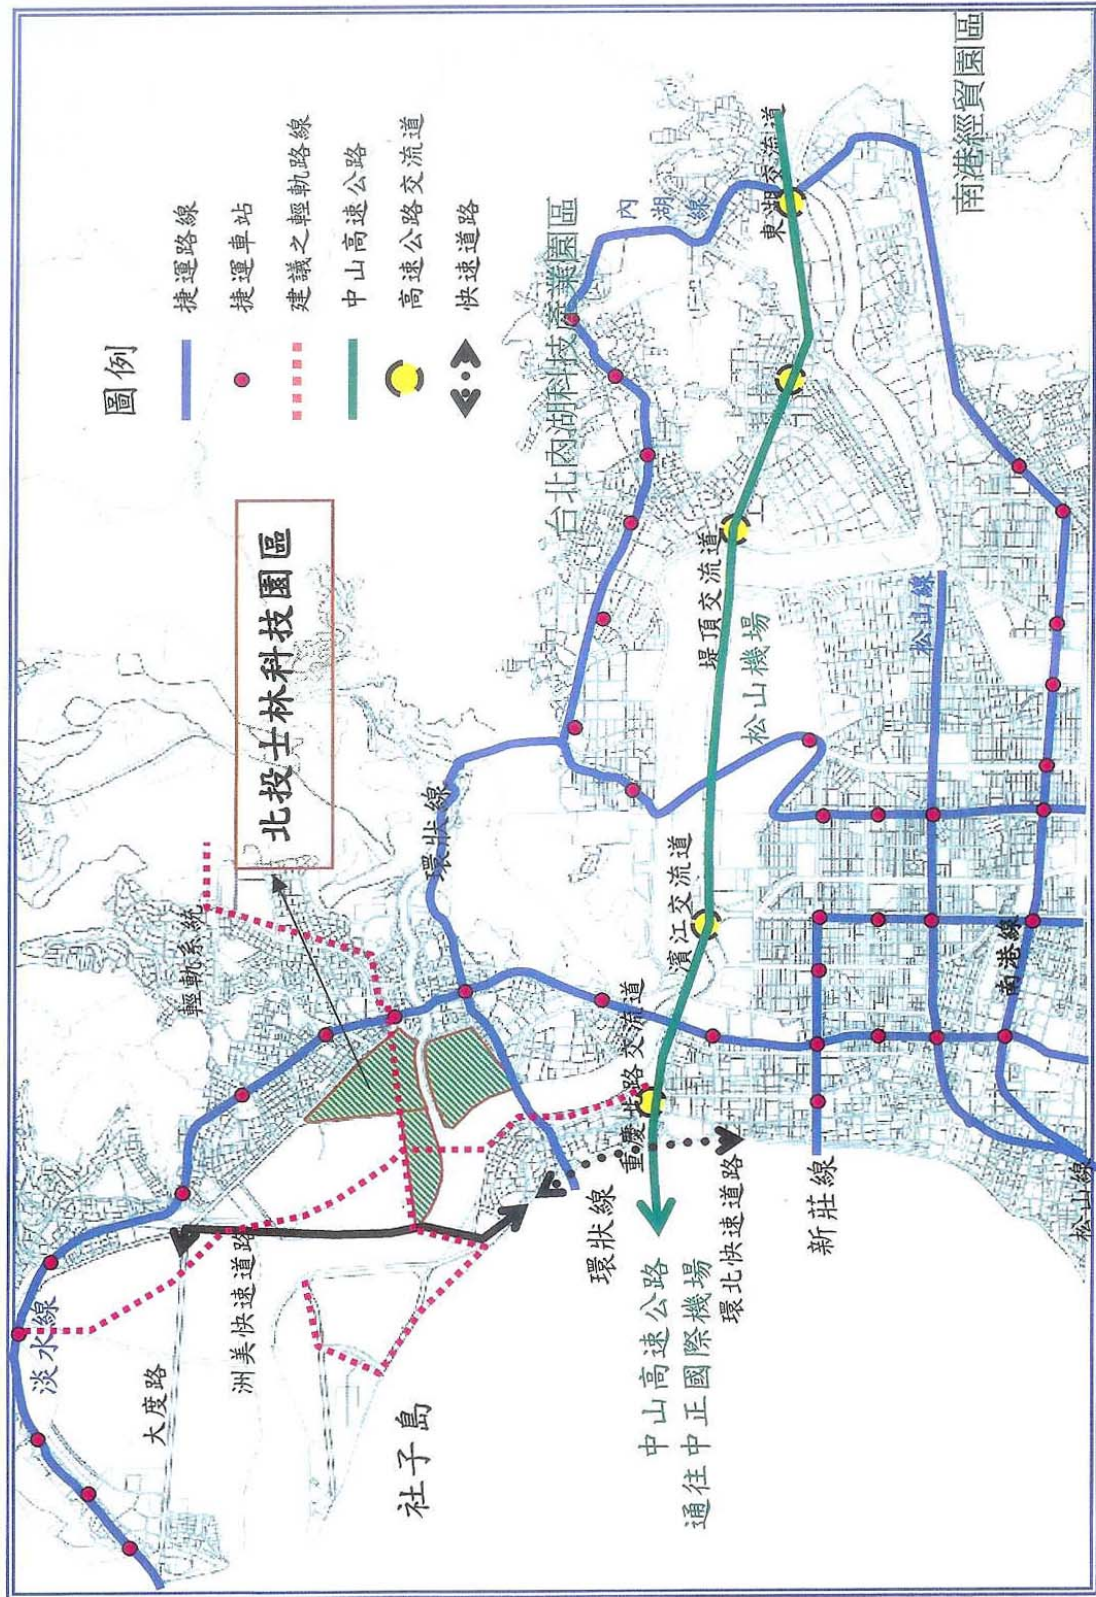 圖例
捷運路線
捷運車站
建議之輕軌路線
中山高速公路
高速公路交流道
快速道路
北投士林科技園區
淡水線
大度路
洲美快速道路
社子島
輕軌系統
環狀線
內湖線
台北內湖科技產業園區
東湖交流道
南港經貿園區
堤頂交流道
松山機場
濱江交流道
重慶北路交流道
環狀線
中山高速公路
通往中正國際機場
環北快速道路
新莊線
松山線
南港線
松山線